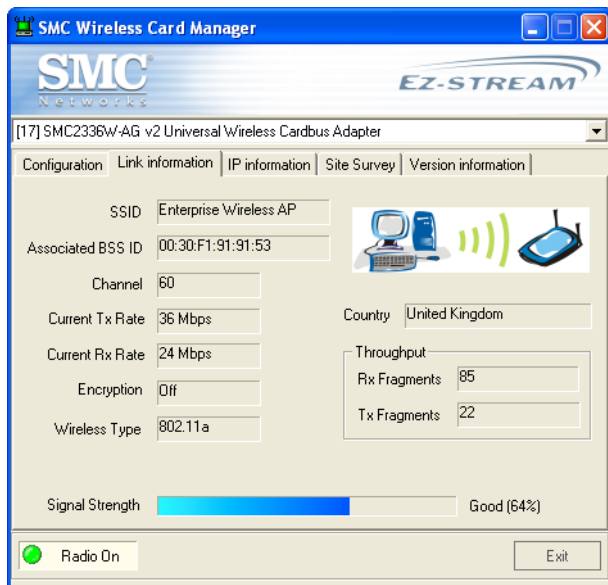 SMC Wireless Card Manager
SMC
Networks
EZ-STREAM
[17] SMC2336W-AG v2 Universal Wireless Cardbus Adapter
Configuration Link information IP information Site Survey Version information
SSID Enterprise Wireless AP
Associated BSS ID 00:30:F1:91:91:53
Channel 60
Current Tx Rate 36 Mbps
Country United Kingdom
Current Rx Rate 24 Mbps
Throughput
Rx Fragments 85
Encryption Off
Tx Fragments 22
Wireless Type 802.11a
Signal Strength Good (64%)
Radio On
Exit